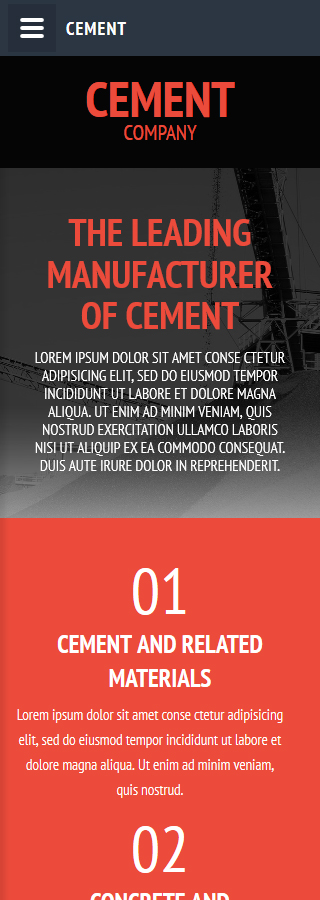 CEMENT
CEMENT
COMPANY
THE LEADING
MANUFACTURER
OF CEMENT
LOREM IPSUM DOLOR SIT AMET CONSE CTETUR
ADIPISICING ELIT, SED DO EIUSMOD TEMPOR
INCIDIDUNT UT LABORE ET DOLORE MAGNA
ALIQUA. UT ENIM AD MINIM VENIAM, QUIS
NOSTRUD EXERCITATION ULLAMCO LABORIS
NISI UT ALIQUIP EX EA COMMODO CONSEQUAT.
DUIS AUTE IRURE DOLOR IN REPREHENDERIT.
01
CEMENT AND RELATED
MATERIALS
Lorem ipsum dolor sit amet conse ctetur adipisicing
elit, sed do eiusmod tempor incididunt ut labore et
dolore magna aliqua. Ut enim ad minim veniam,
quis nostrud.
02
CONCRETE AND